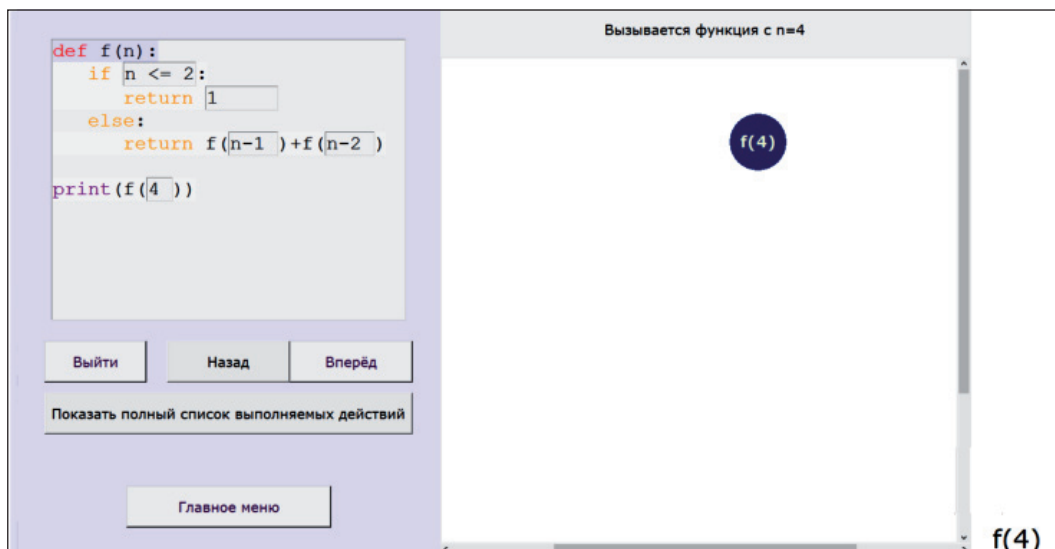 def f(n):
if n <= 2:
return 1
else:
return f(n-1 )+f(n-2 )
print(f(4 ))
Выйти
Назад
Вперёд
Показать полный список выполняемых действий
Главное меню
Вызывается функция с n=4
f(4)
f(4)